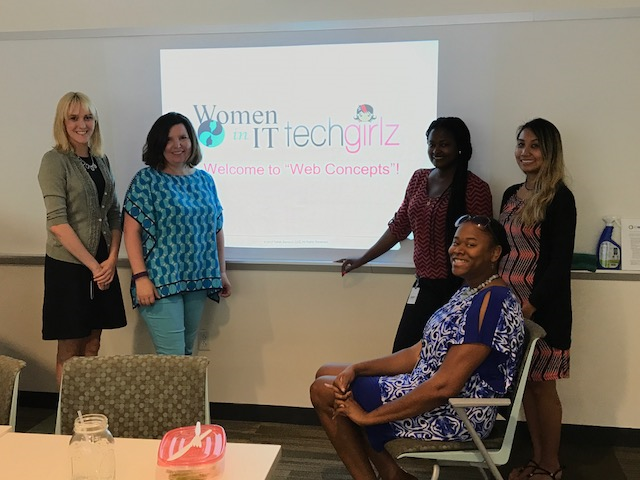 Women
in IT
techgirlz
Welcome to "Web Concepts"!